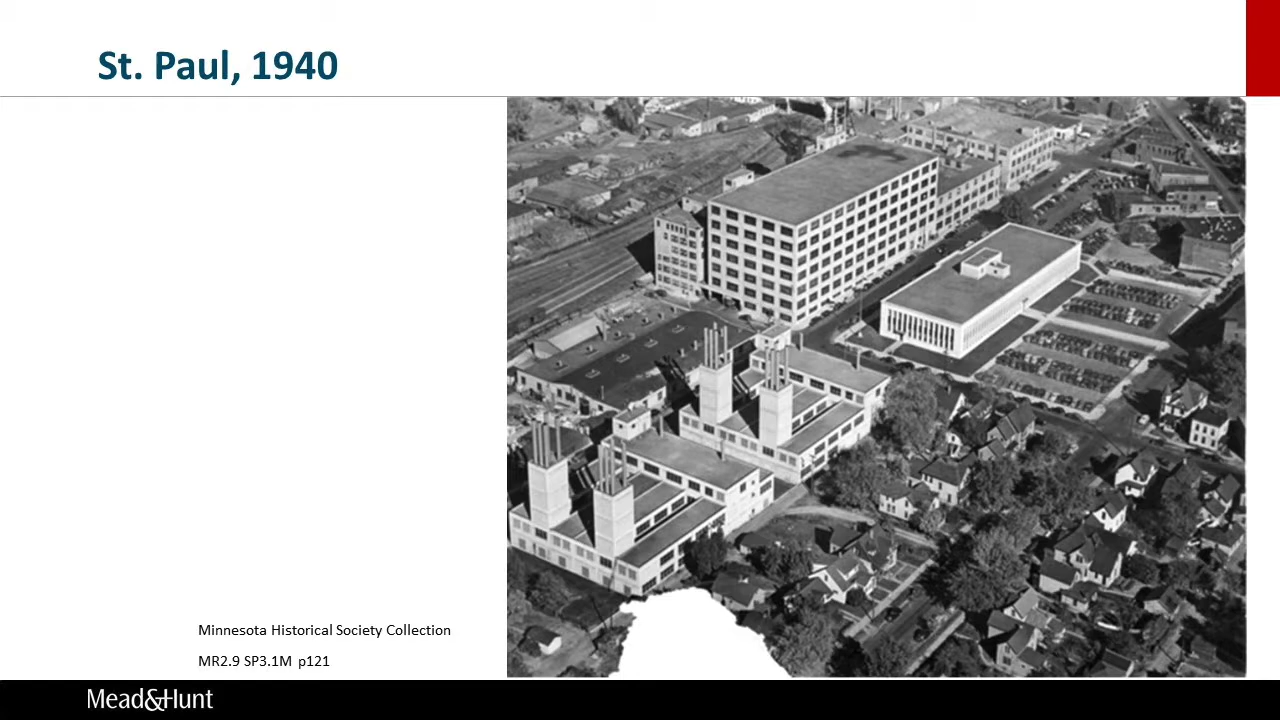 St. Paul, 1940
Minnesota Historical Society Collection
MR2.9 SP3.1M p121
Mead&Hunt